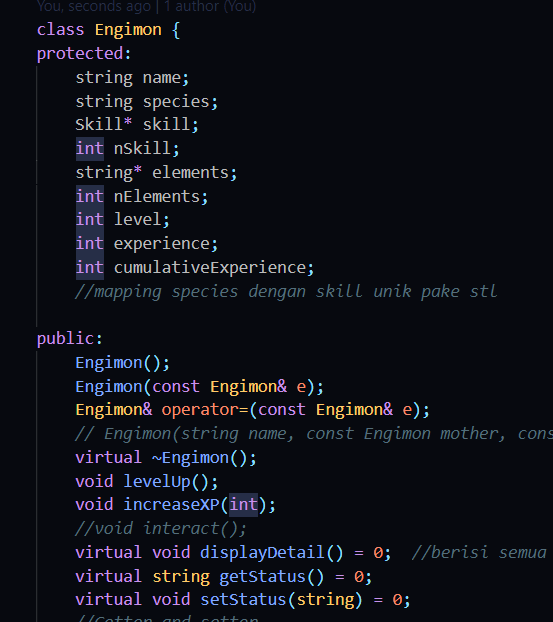 You, seconds ago | 1 author (You)
class Engimon {
protected:
    string name;
    string species;
    Skill* skill;
    int nSkill;
    string* elements;
    int nElements;
    int level;
    int experience;
    int cumulativeExperience;
    //mapping species dengan skill unik pake stl
public:
    Engimon();
    Engimon(const Engimon& e);
    Engimon& operator=(const Engimon& e);
    // Engimon(string name, const Engimon mother, cons
    virtual ~Engimon();
    void levelUp();
    void increaseXP(int);
    //void interact();
    virtual void displayDetail() = 0;  //berisi semua
    virtual string getStatus() = 0;
    virtual void setStatus(string) = 0;
    //Getter and setter